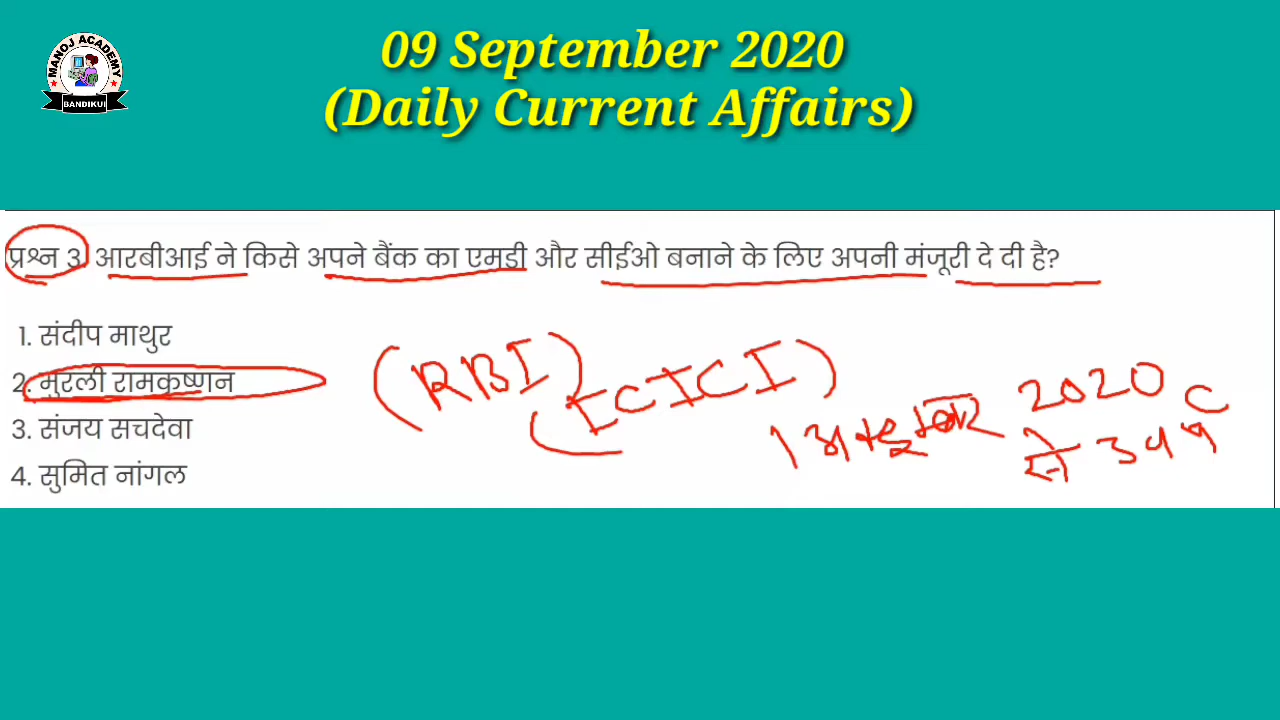 MANOJ ACADEMY
BANDIKUI
09 September 2020
(Daily Current Affairs)
प्रश्न 3. आरबीआई ने किसे अपने बैंक का एमडी और सीईओ बनाने के लिए अपनी मंजूरी दे दी है?
1. संदीप माथुर
2. मुरली रामकृष्णन
3. संजय सचदेवा
4. सुमित नांगल
(RBI)
(ICICI)
1 2020
से 3 वर्ष